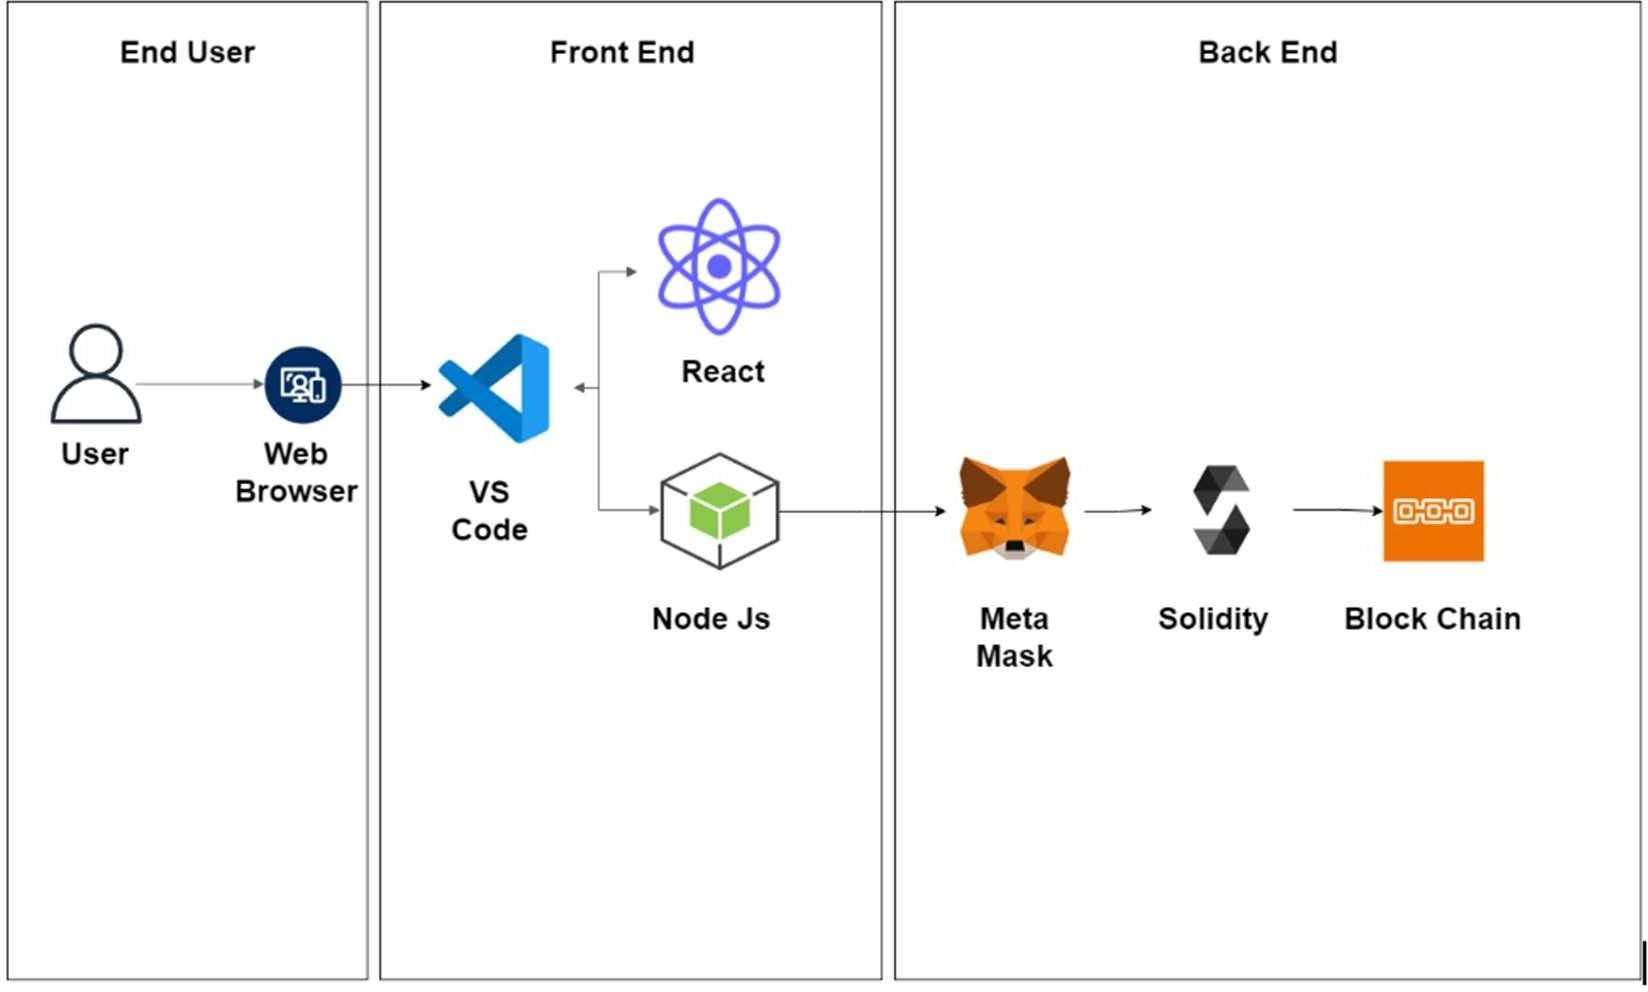 End User
Front End
Back End
User
Web
Browser
VS
Code
React
Node Js
Meta
Mask
Solidity
Block Chain